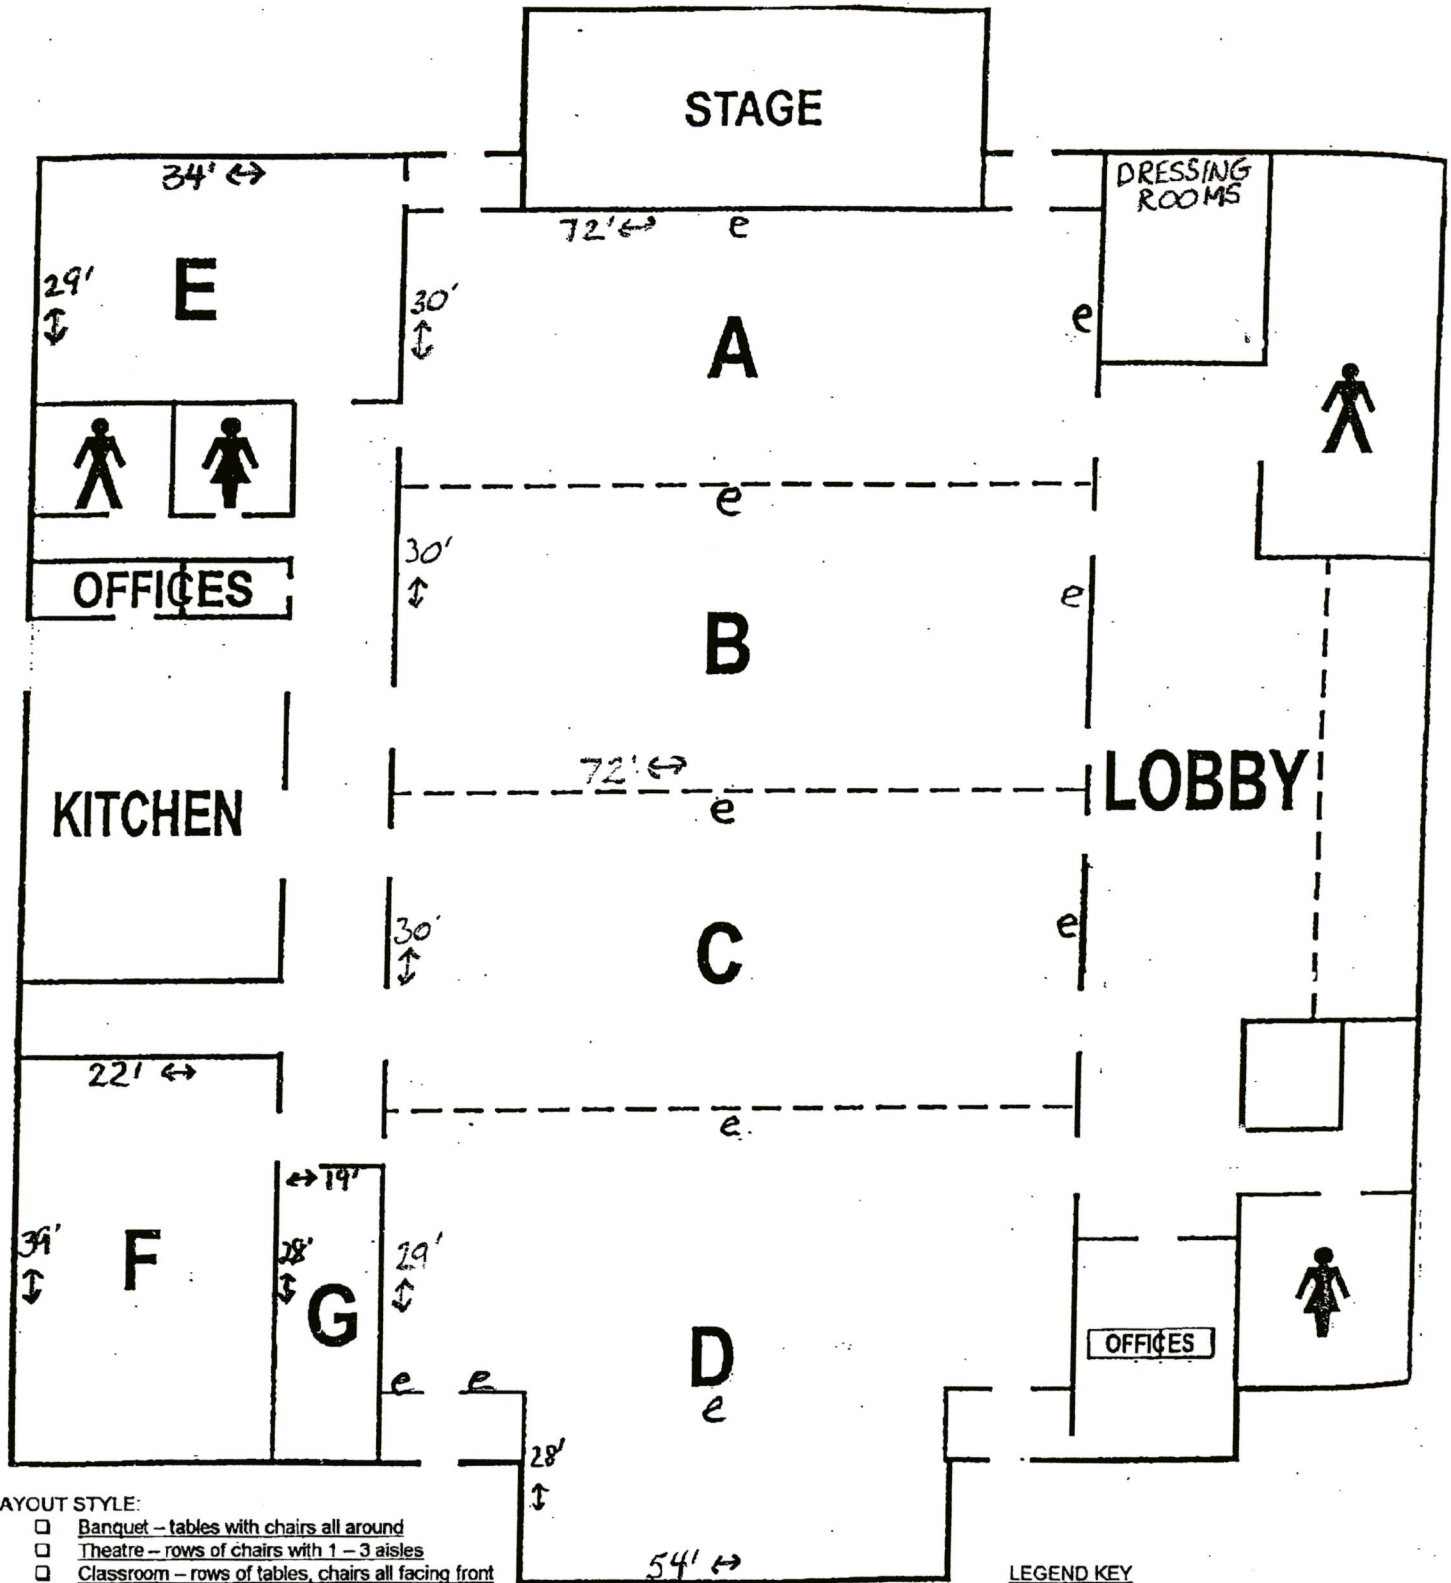 STAGE
34' ↔
DRESSING
ROOMS
72' ↔ e
29'
↕
E
30'
↕
A
e
e
30'
↕
OFFICES
e
B
72' ↔
LOBBY
KITCHEN
e
30'
↕
C
e
22' ↔
e
↔ 19'
39'
↕
F
28'
↕
G
29'
↕
D
OFFICES
e e
e
28'
↕
AYOUT STYLE:
❑ Banquet – tables with chairs all around
❑ Theatre – rows of chairs with 1 – 3 aisles
❑ Classroom – rows of tables, chairs all facing front
54' ↔
LEGEND KEY